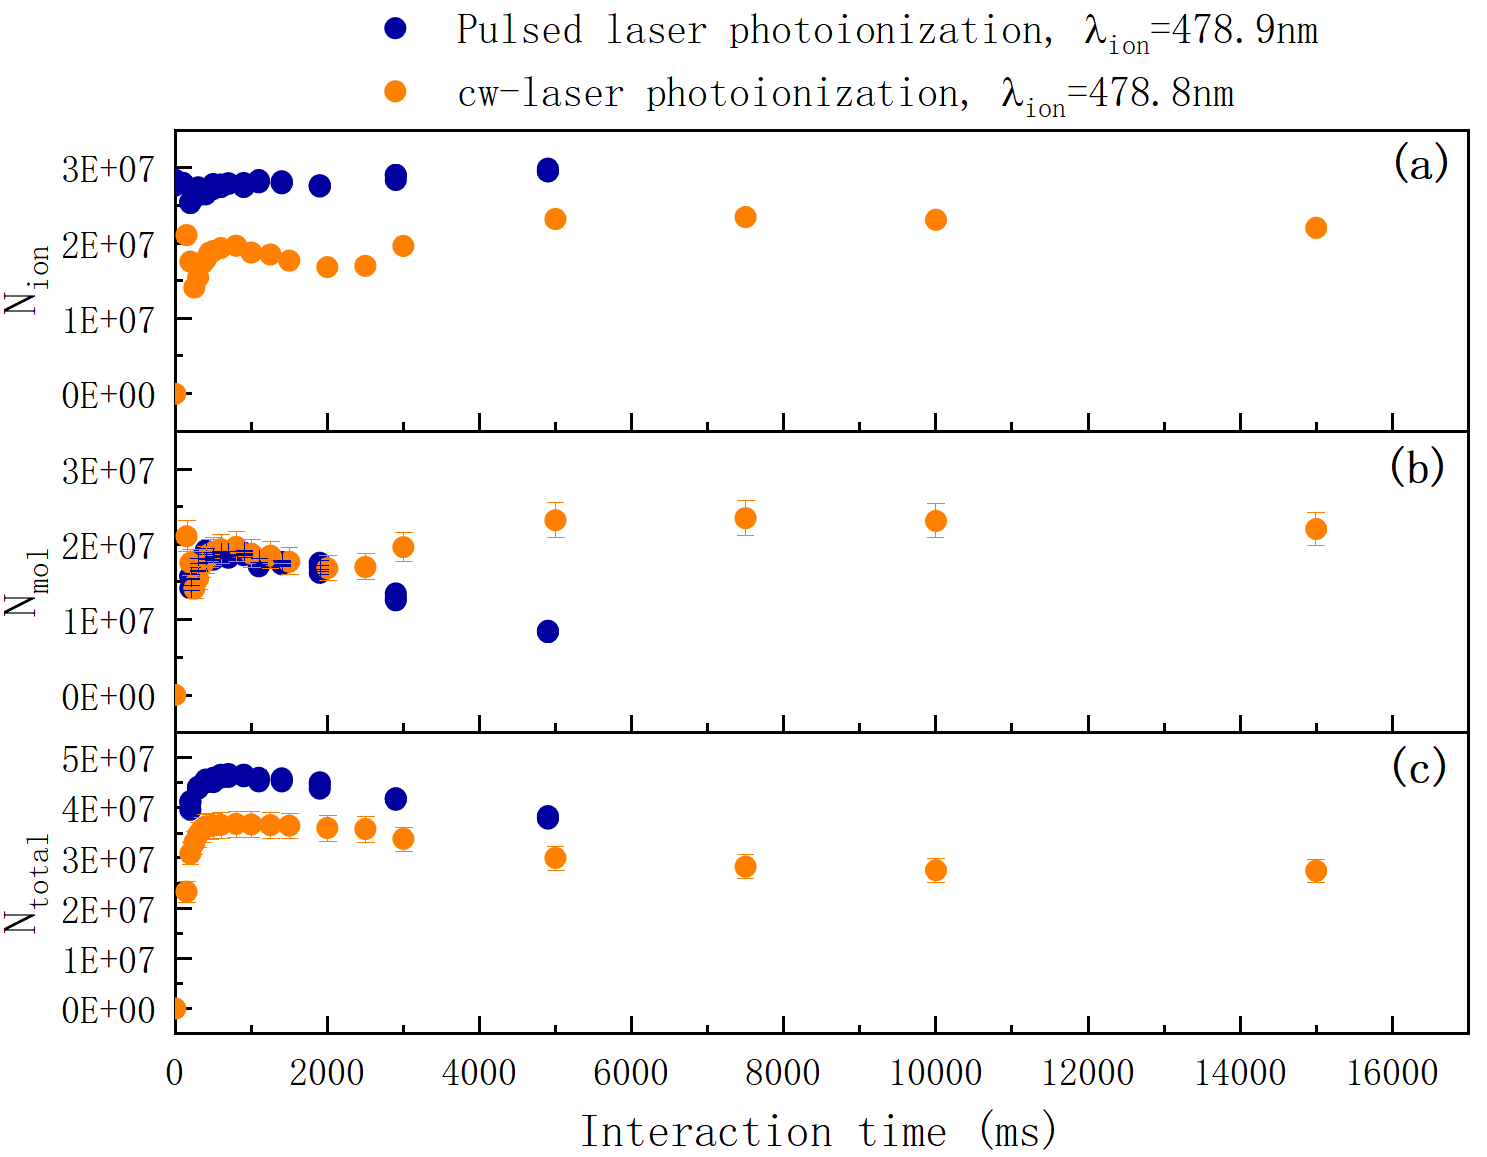 Pulsed laser photoionization, λion=478.9nm
cw-laser photoionization, λion=478.8nm
(a)
3E+07
2E+07
1E+07
0E+00
Nion
(b)
3E+07
2E+07
1E+07
0E+00
Nmol
(c)
5E+07
4E+07
3E+07
2E+07
1E+07
0E+00
Ntotal
0 2000 4000 6000 8000 10000 12000 14000 16000
Interaction time (ms)